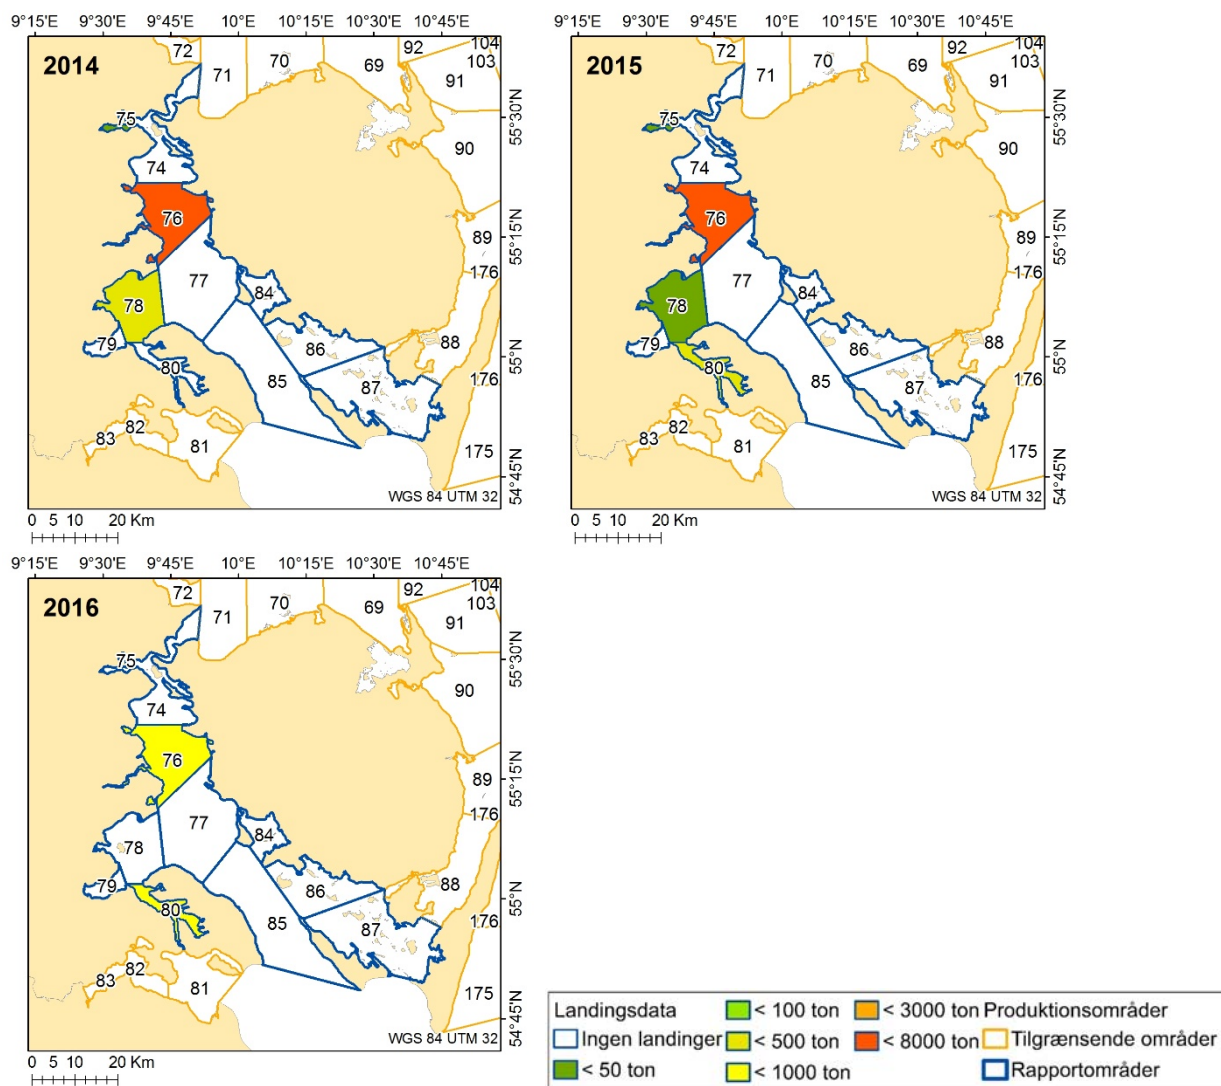 9°15'E 9°30'E 9°45'E 10°E 10°15'E 10°30'E 10°45'E
2014
72
71
70
69
92
104
103
91
75
55°30'N
90
74
76
55°15'N
89
77
176
84
78
79
86
88
55°N
80
85
87
176
82
83
81
175
54°45'N
WGS 84 UTM 32
0 5 10 20 Km
9°15'E 9°30'E 9°45'E 10°E 10°15'E 10°30'E 10°45'E
2015
72
71
70
69
92
104
103
91
75
55°30'N
90
74
76
55°15'N
89
77
176
84
78
79
86
88
55°N
80
85
87
176
82
83
81
175
54°45'N
WGS 84 UTM 32
0 5 10 20 Km
9°15'E 9°30'E 9°45'E 10°E 10°15'E 10°30'E 10°45'E
2016
72
71
70
69
92
104
103
91
75
55°30'N
90
74
76
55°15'N
89
77
176
84
78
79
86
88
55°N
80
85
87
176
82
83
81
175
54°45'N
WGS 84 UTM 32
0 5 10 20 Km
Landingsdata
Ingen landinger
< 50 ton
< 100 ton
< 500 ton
< 1000 ton
< 3000 ton
< 8000 ton
Produktionsområder
Tilgrænsende områder
Rapportområder